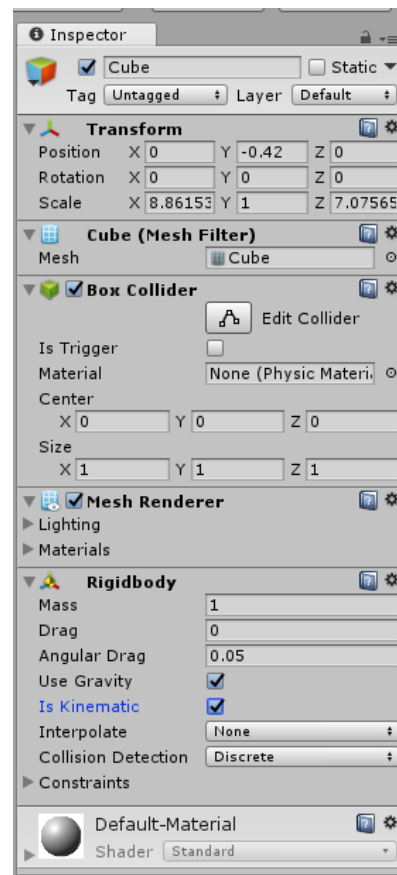 Inspector
Cube Static
Tag Untagged Layer Default
Transform
Position X 0 Y -0.42 Z 0
Rotation X 0 Y 0 Z 0
Scale X 8.86153 Y 1 Z 7.07565
Cube (Mesh Filter)
Mesh Cube
Box Collider
Edit Collider
Is Trigger
Material None (Physic Materi
Center
X 0 Y 0 Z 0
Size
X 1 Y 1 Z 1
Mesh Renderer
Lighting
Materials
Rigidbody
Mass 1
Drag 0
Angular Drag 0.05
Use Gravity
Is Kinematic
Interpolate None
Collision Detection Discrete
Constraints
Default-Material
Shader Standard